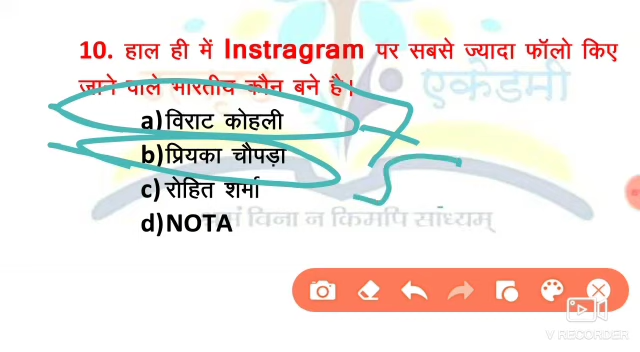 10. हाल ही में Instragram पर सबसे ज्यादा फॉलो किए
जाने वाले भारतीय कौन बने है।
एकेडमी
a)विराट कोहली
b)प्रियका चौपड़ा
c) रोहित शर्मा
विना न किमपि साध्यम्
d)NOTA
V RECORDER